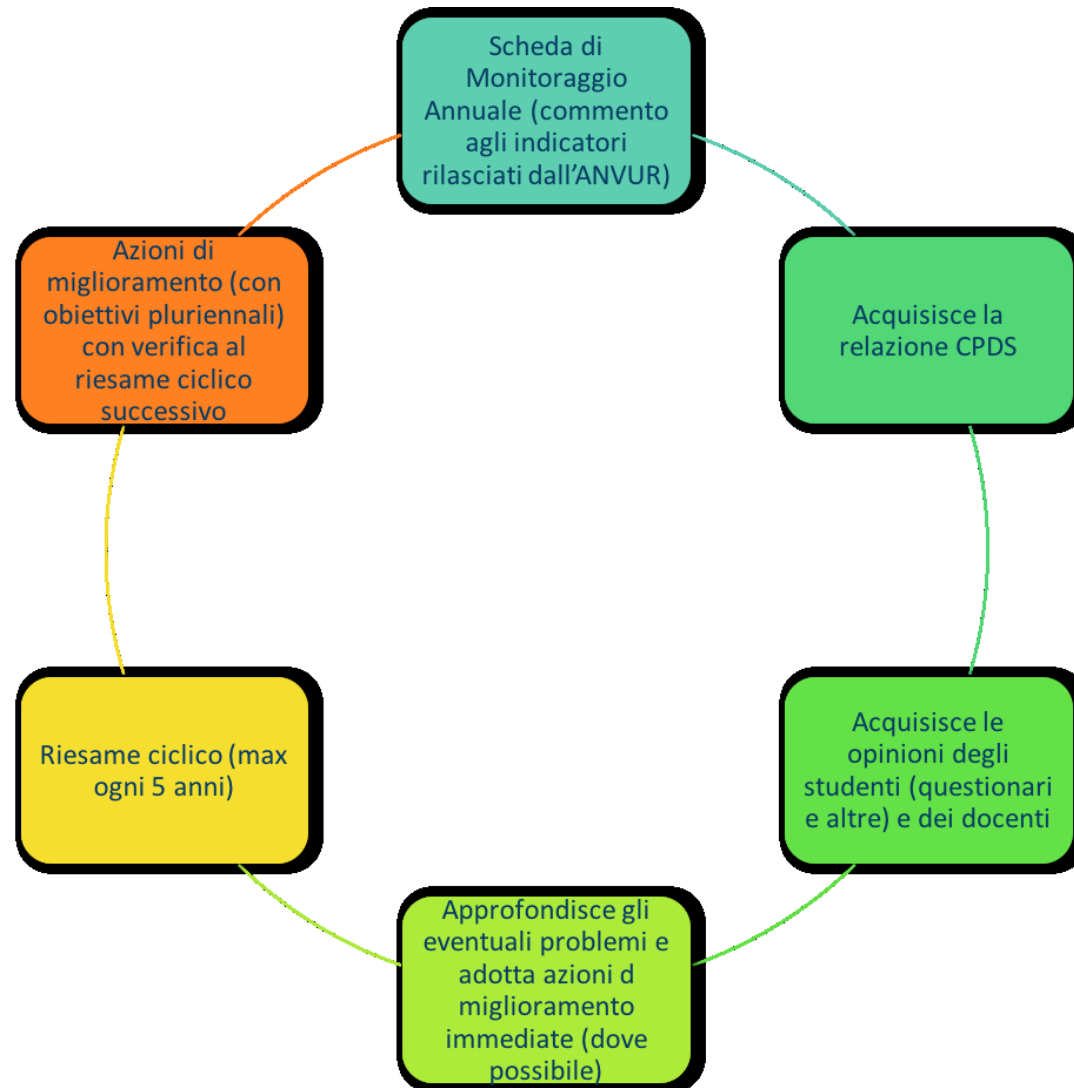 Scheda di
Monitoraggio
Annuale (commento
agli indicatori
rilasciati dall’ANVUR)
Acquisisce la
relazione CPDS
Acquisisce le
opinioni degli
studenti (questionari
e altre) e dei docenti
Approfondisce gli
eventuali problemi e
adotta azioni d
miglioramento
immediate (dove
possibile)
Riesame ciclico (max
ogni 5 anni)
Azioni di
miglioramento (con
obiettivi pluriennali)
con verifica al
riesame ciclico
successivo